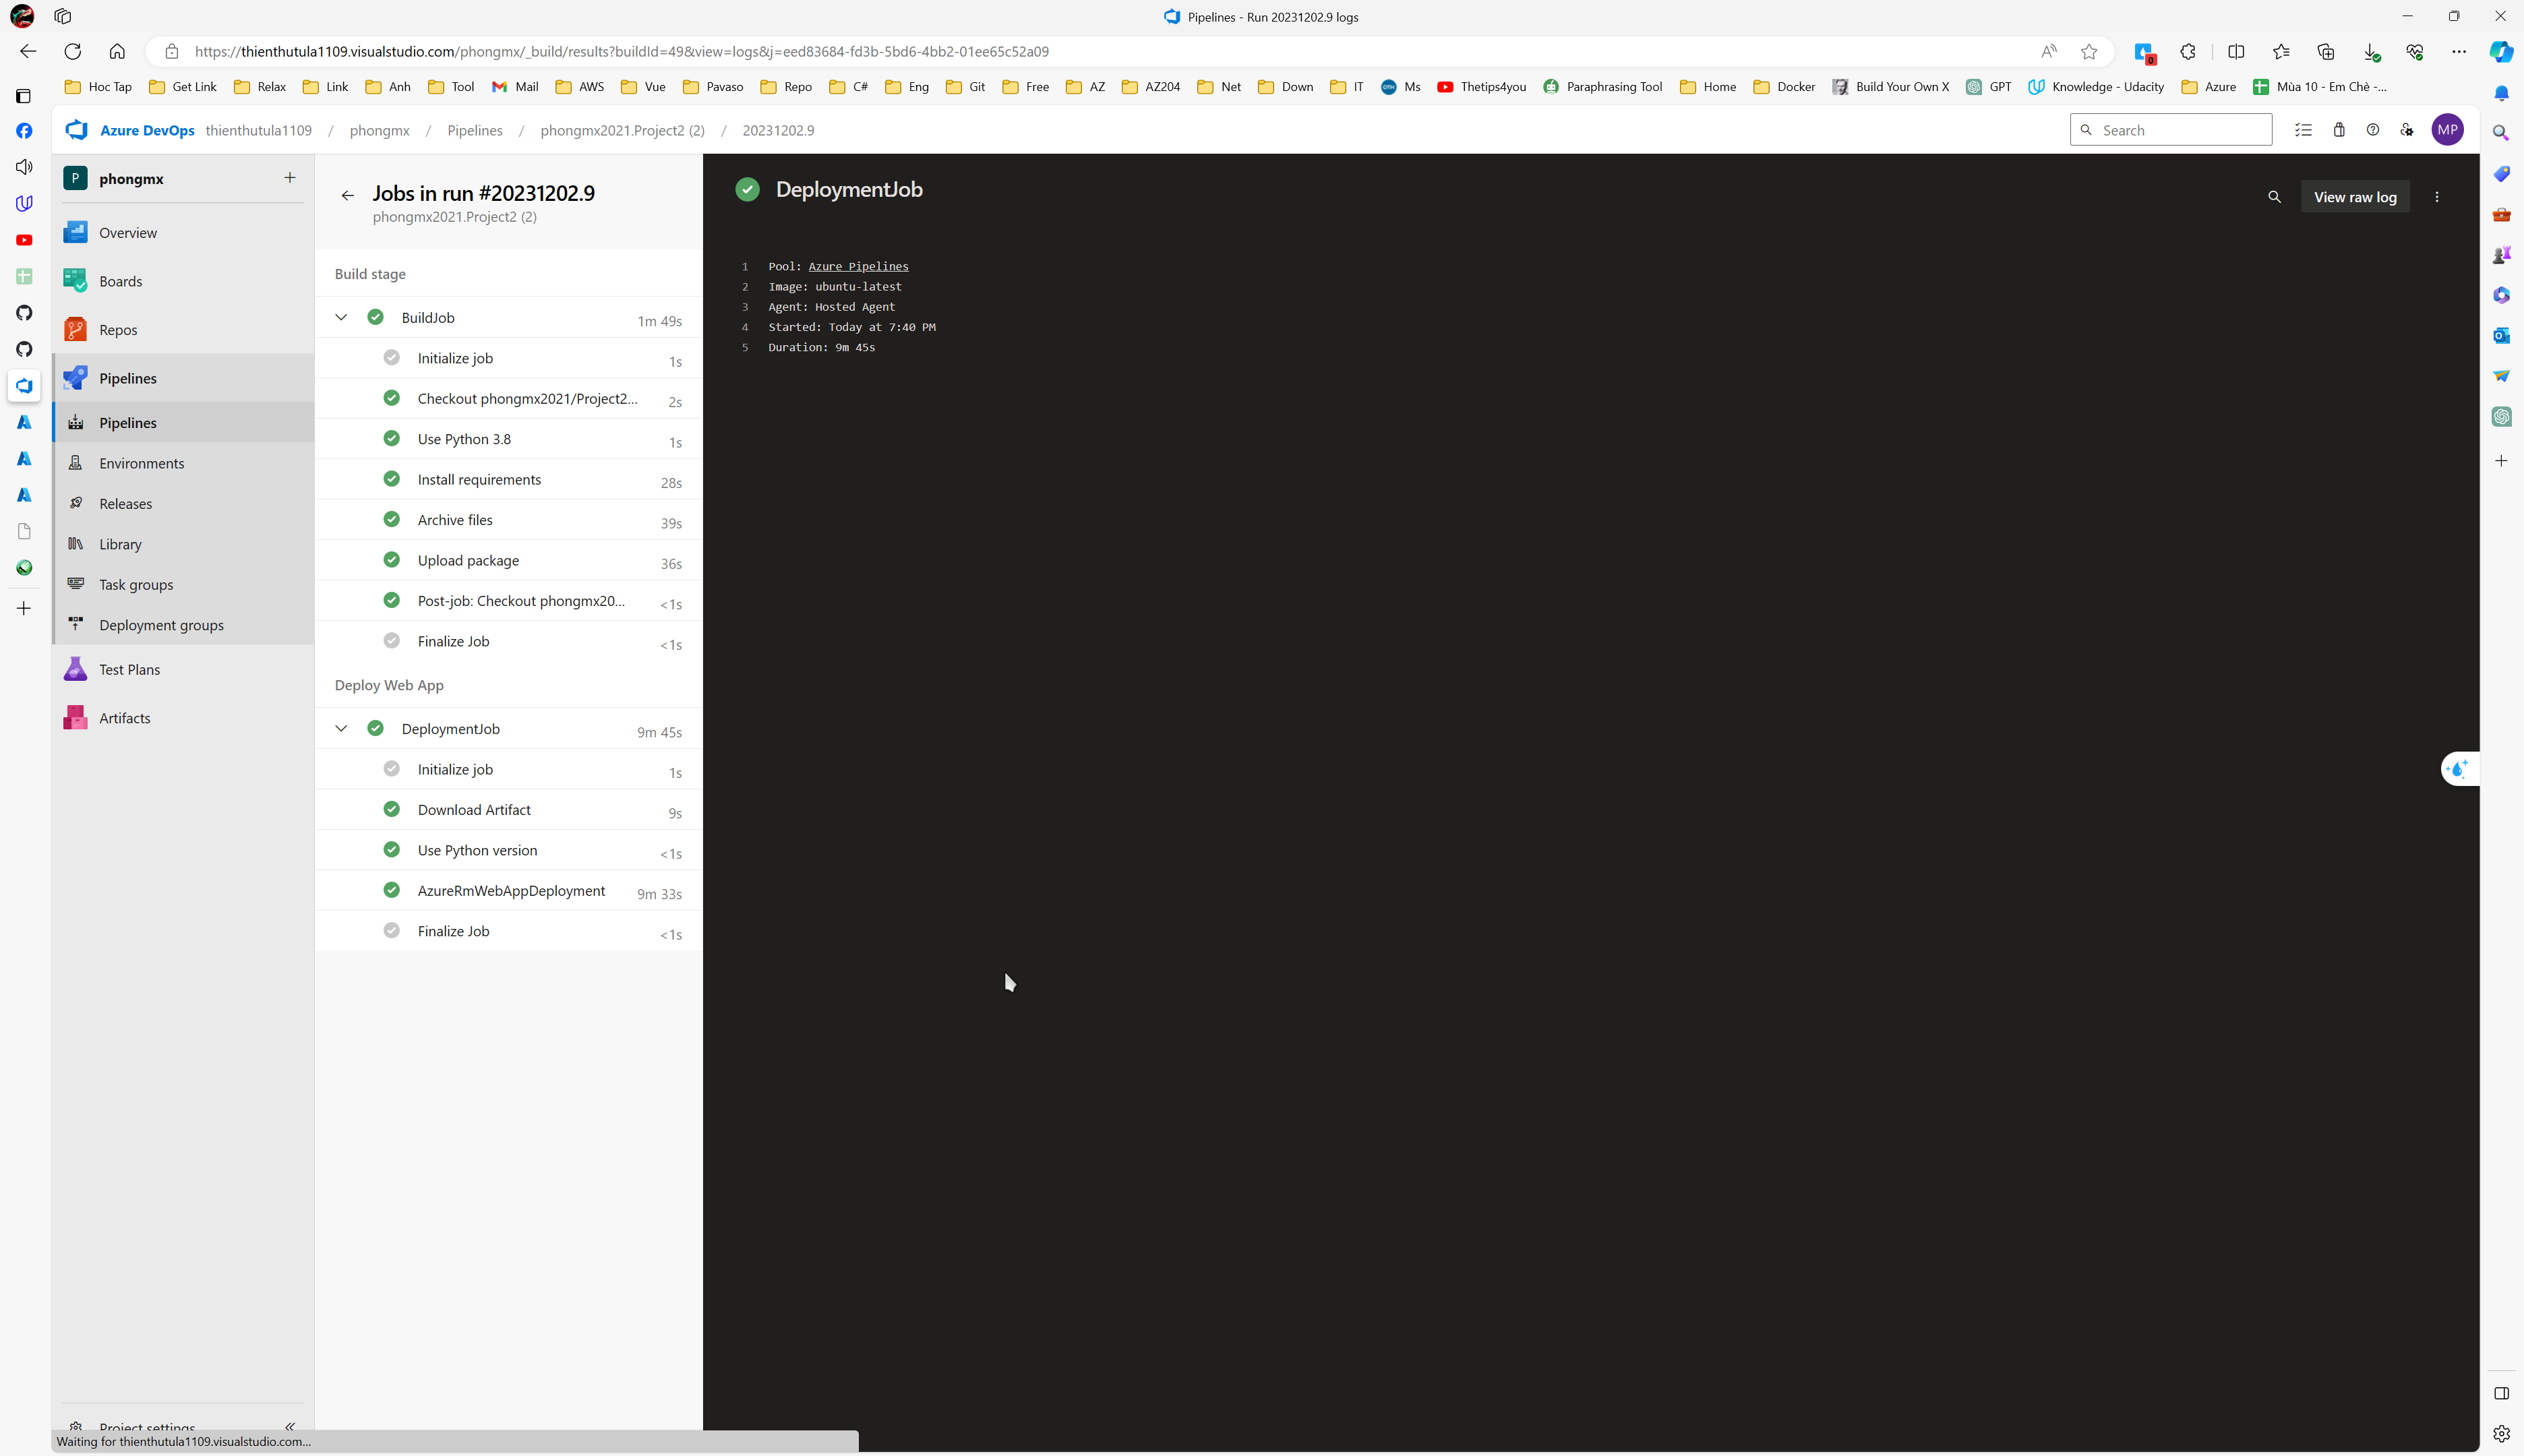 Pipelines - Run 20231202.9 logs
https://thienthutula1109.visualstudio.com/phongmx/_build/results?buildId=49&view=logs&j=eed83684-fd3b-5bd6-4bb2-01ee65c52a09
0
Hoc Tap Get Link Relax Link Anh Tool Mail AWS Vue Pavaso Repo C# Eng Git Free AZ AZ204 Net Down IT Ms Thetips4you Paraphrasing Tool Home Docker Build Your Own X GPT Knowledge - Udacity Azure Mùa 10 - Em Chè -...
Azure DevOps thienthutula1109 / phongmx / Pipelines / phongmx2021.Project2 (2) / 20231202.9
Search
MP
P phongmx
Overview
Boards
Repos
Pipelines
Pipelines
Environments
Releases
Library
Task groups
Deployment groups
Test Plans
Artifacts
Project settings
Jobs in run #20231202.9
phongmx2021.Project2 (2)
Build stage
BuildJob 1m 49s
Initialize job 1s
Checkout phongmx2021/Project2... 2s
Use Python 3.8 1s
Install requirements 28s
Archive files 39s
Upload package 36s
Post-job: Checkout phongmx20... <1s
Finalize Job <1s
Deploy Web App
DeploymentJob 9m 45s
Initialize job 1s
Download Artifact 9s
Use Python version <1s
AzureRmWebAppDeployment 9m 33s
Finalize Job <1s
DeploymentJob
View raw log
1 Pool: Azure Pipelines
2 Image: ubuntu-latest
3 Agent: Hosted Agent
4 Started: Today at 7:40 PM
5 Duration: 9m 45s
Waiting for thienthutula1109.visualstudio.com...